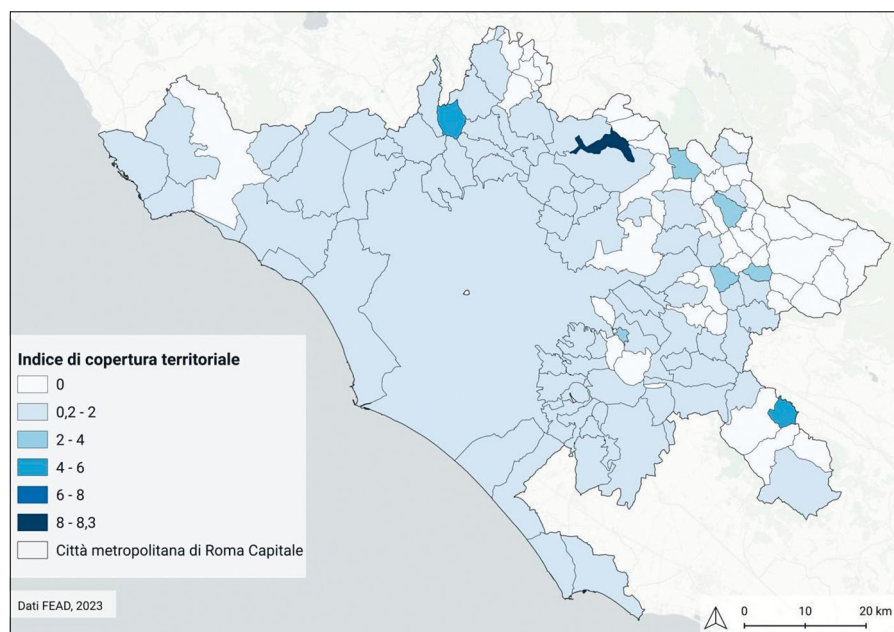 Indice di copertura territoriale
0
0,2 - 2
2 - 4
4 - 6
6 - 8
8 - 8,3
Città metropolitana di Roma Capitale
Dati FEAD, 2023
0 10 20 km